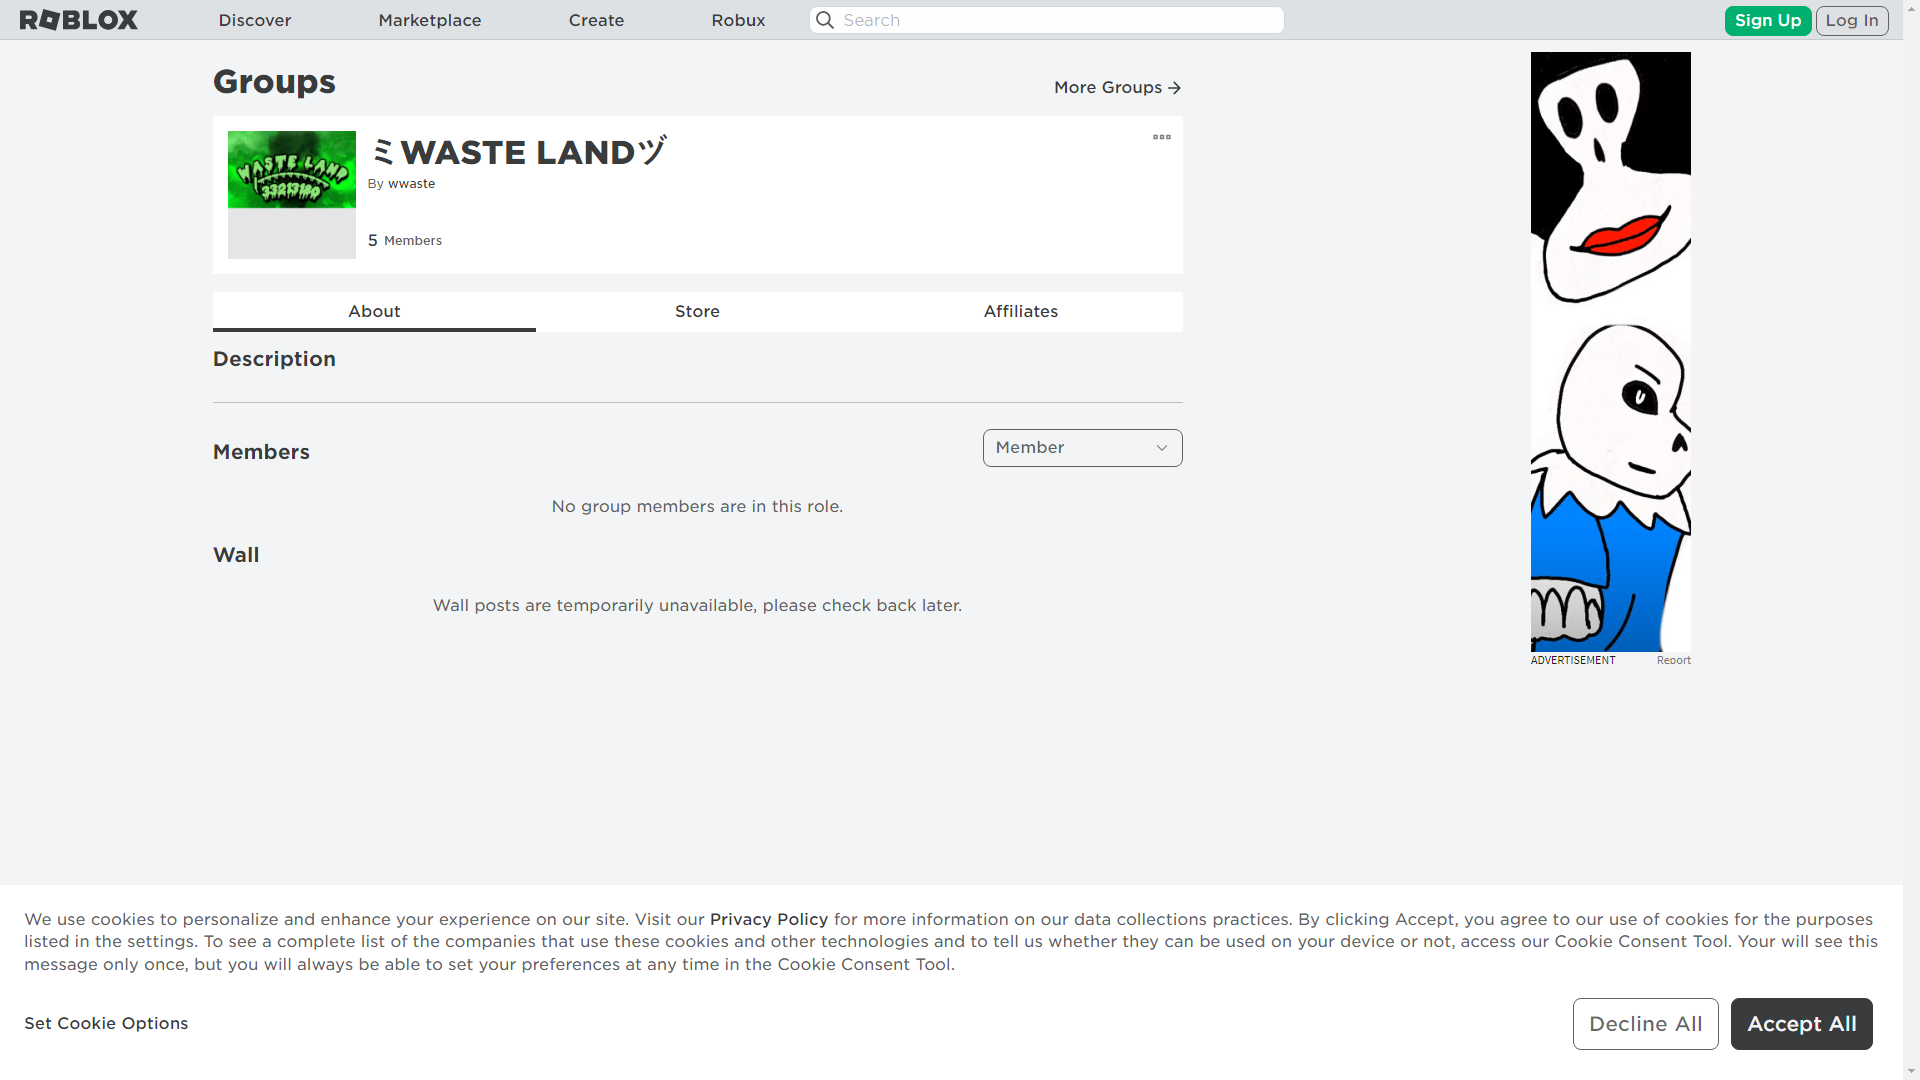 ROBLOX
Discover
Marketplace
Create
Robux
Search
Sign Up
Log In
Groups
More Groups
WASTE LAND
33213180
ミWASTE LANDヅ
By wwaste
5 Members
About
Store
Affiliates
Description
Members
Member
No group members are in this role.
Wall
Wall posts are temporarily unavailable, please check back later.
ADVERTISEMENT
Report
We use cookies to personalize and enhance your experience on our site. Visit our Privacy Policy for more information on our data collections practices. By clicking Accept, you agree to our use of cookies for the purposes
listed in the settings. To see a complete list of the companies that use these cookies and other technologies and to tell us whether they can be used on your device or not, access our Cookie Consent Tool. Your will see this
message only once, but you will always be able to set your preferences at any time in the Cookie Consent Tool.
Set Cookie Options
Decline All
Accept All